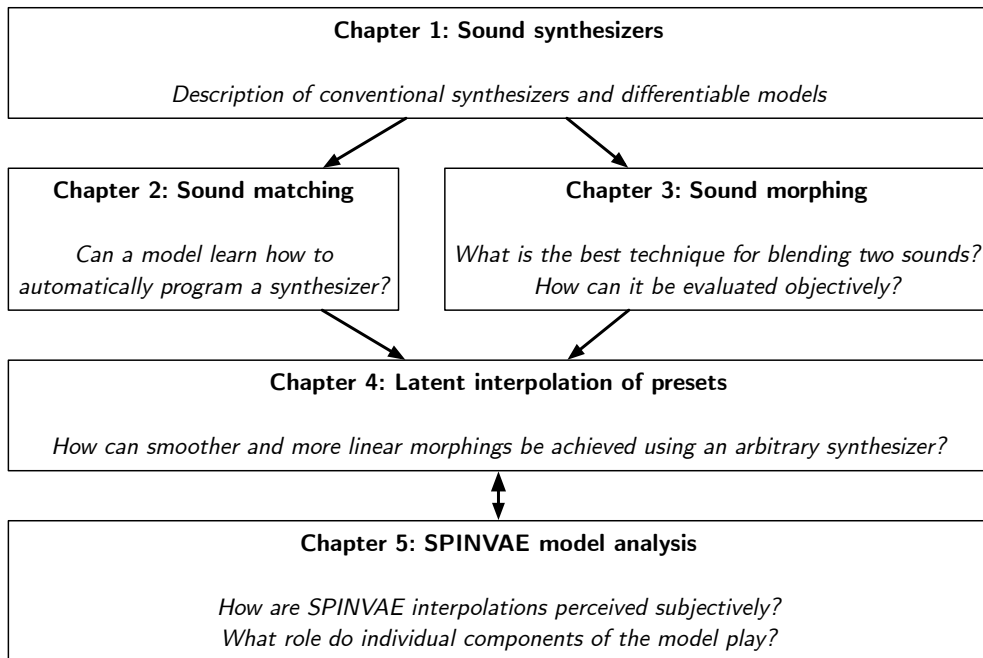 Chapter 1: Sound synthesizers
Description of conventional synthesizers and differentiable models
Chapter 2: Sound matching
Can a model learn how to
automatically program a synthesizer?
Chapter 3: Sound morphing
What is the best technique for blending two sounds?
How can it be evaluated objectively?
Chapter 4: Latent interpolation of presets
How can smoother and more linear morphings be achieved using an arbitrary synthesizer?
Chapter 5: SPINVAE model analysis
How are SPINVAE interpolations perceived subjectively?
What role do individual components of the model play?